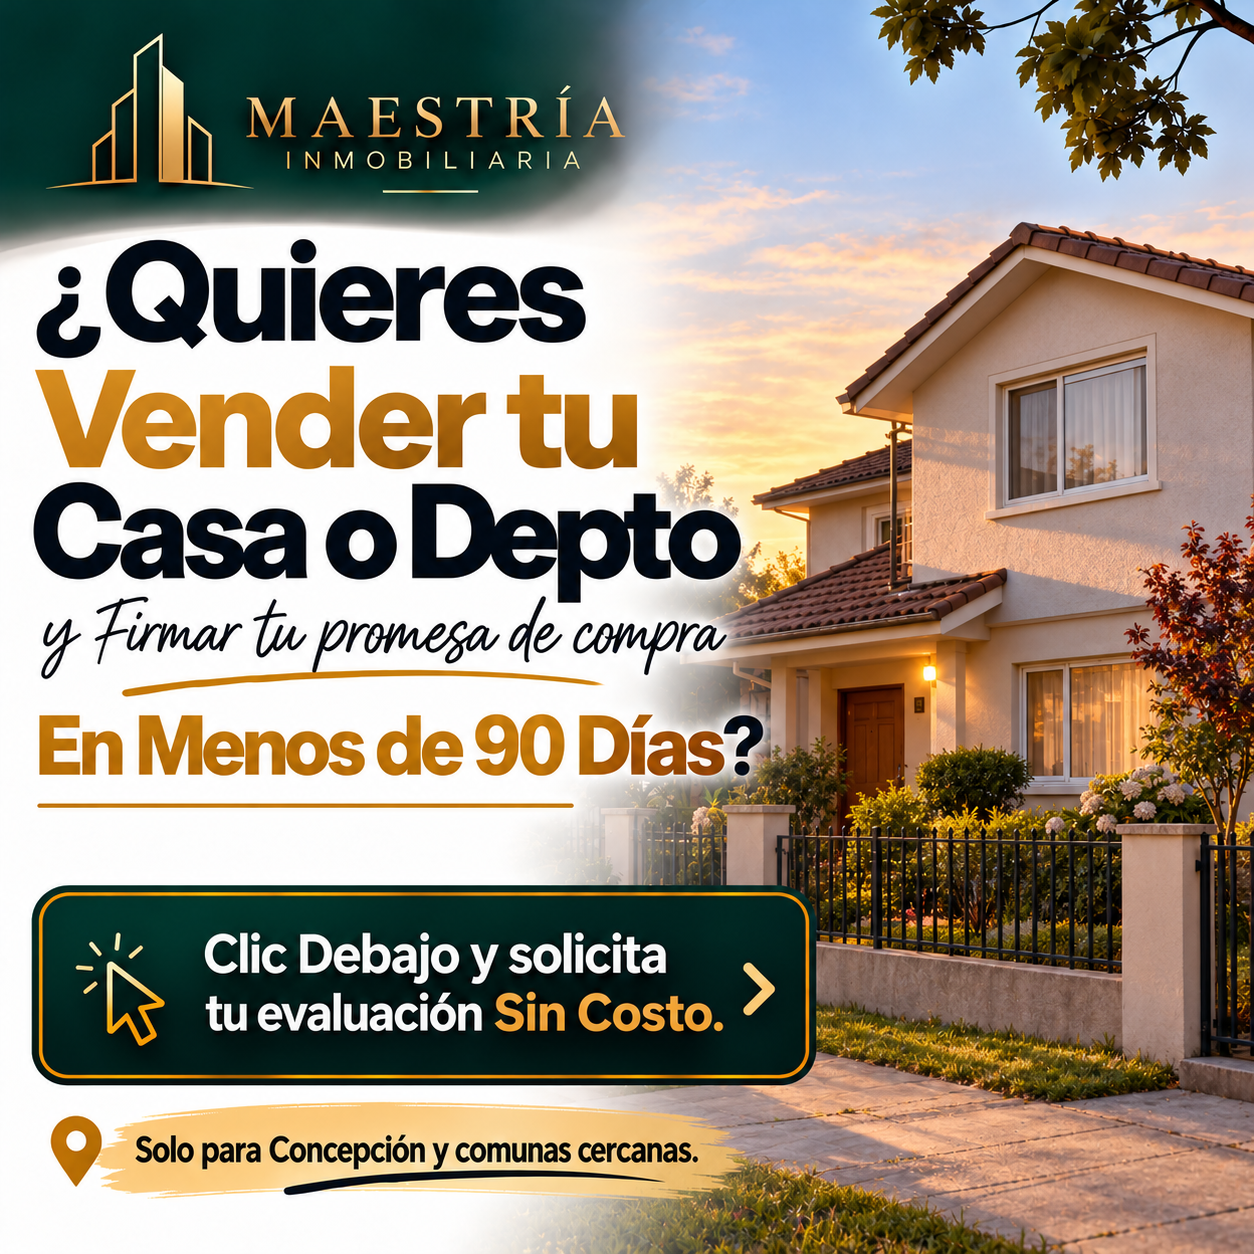 MAESTRÍA
INMOBILIARIA
¿Quieres
Vender tu
Casa o Depto
y Firmar tu promesa de compra
En Menos de 90 Días?
Clic Debajo y solicita
tu evaluación Sin Costo.
Solo para Concepción y comunas cercanas.